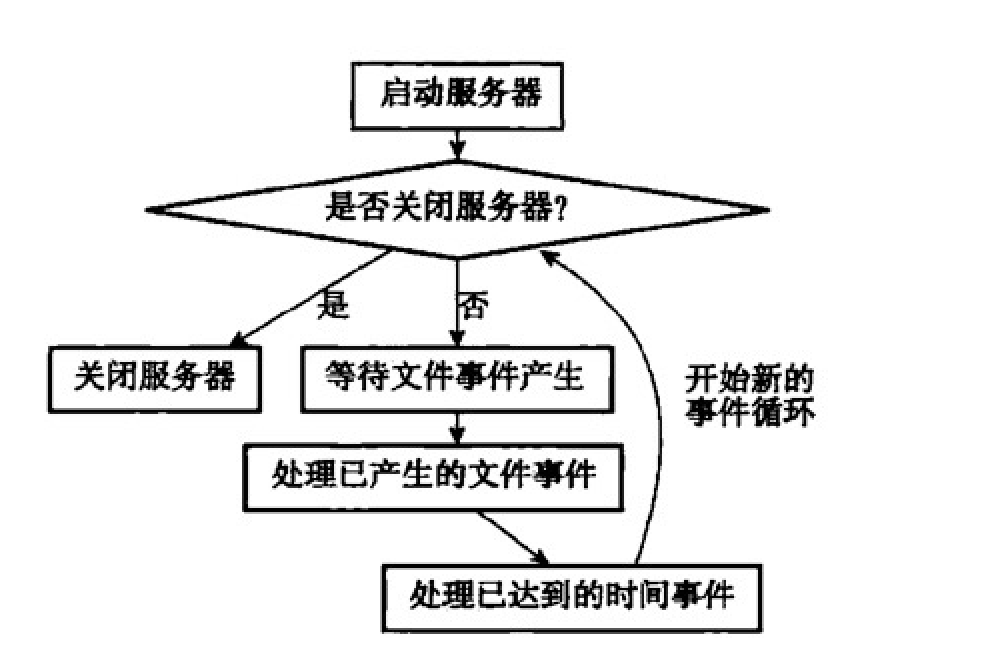 启动服务器
是否关闭服务器?
是
否
关闭服务器
等待文件事件产生
开始新的
事件循环
处理已产生的文件事件
处理已达到的时间事件